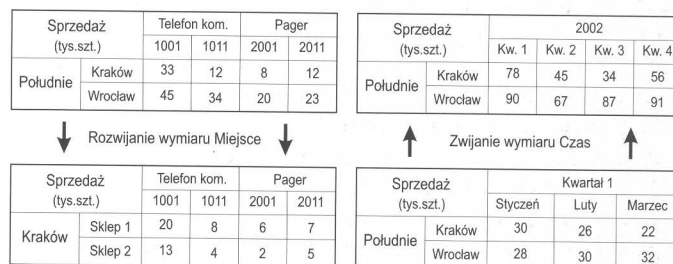 Sprzedaż (tys.szt.) Telefon kom. Pager
1001 1011 2001 2011
Południe Kraków 33 12 8 12
Wrocław 45 34 20 23
Rozwijanie wymiaru Miejsce
Sprzedaż (tys.szt.) Telefon kom. Pager
1001 1011 2001 2011
Kraków Sklep 1 20 8 6 7
Sklep 2 13 4 2 5
Sprzedaż (tys.szt.) 2002
Kw. 1 Kw. 2 Kw. 3 Kw. 4
Południe Kraków 78 45 34 56
Wrocław 90 67 87 91
Zwijanie wymiaru Czas
Sprzedaż (tys.szt.) Kwartał 1
Styczeń Luty Marzec
Południe Kraków 30 26 22
Wrocław 28 30 32